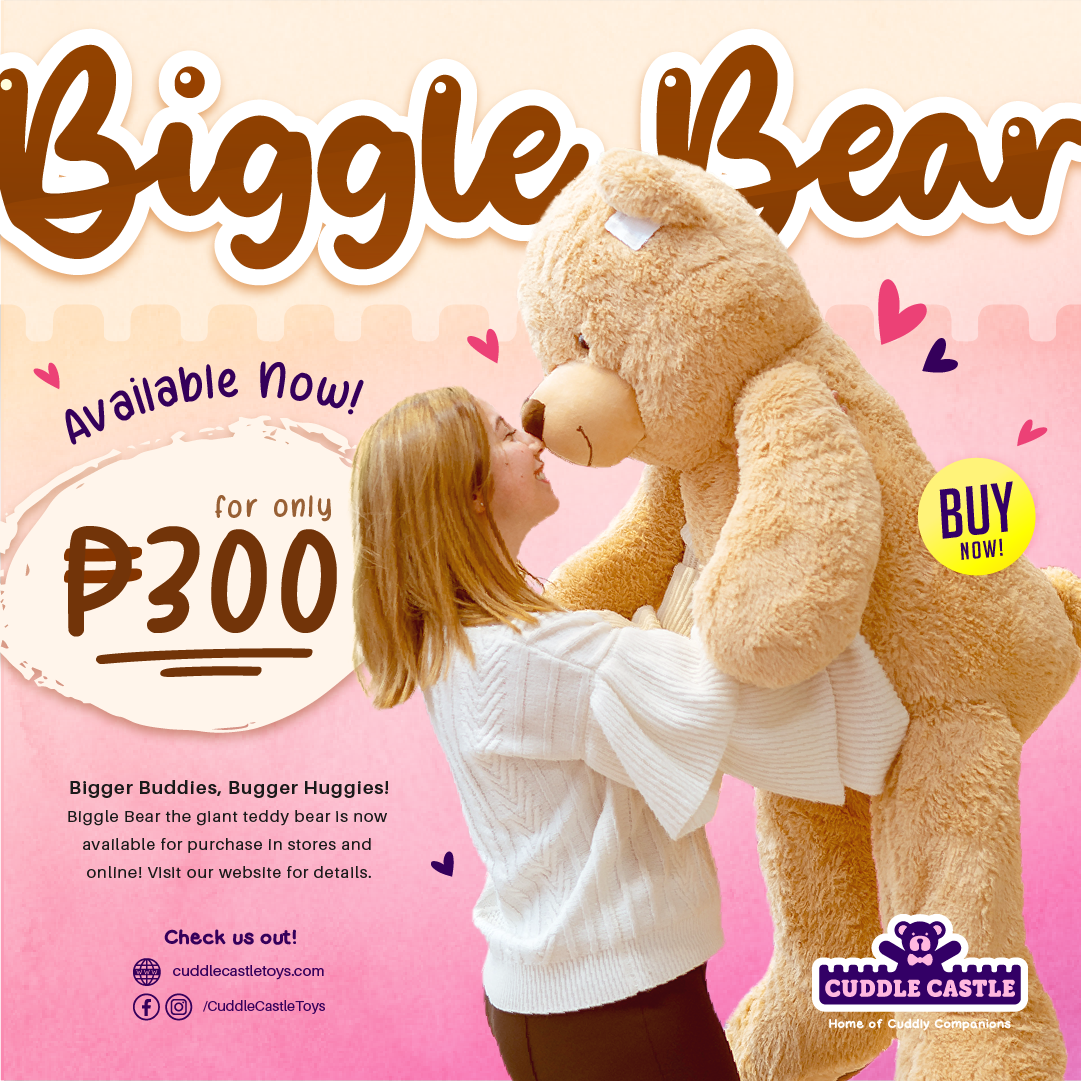 Biggle Bear
Available Now!
for only
₱300
BUY
NOW!
Bigger Buddies, Bugger Huggies!
Biggle Bear the giant teddy bear is now
available for purchase in stores and
online! Visit our website for details.
Check us out!
www
cuddlecastletoys.com
f
/CuddleCastleToys
CUDDLE CASTLE
Home of Cuddly Companions